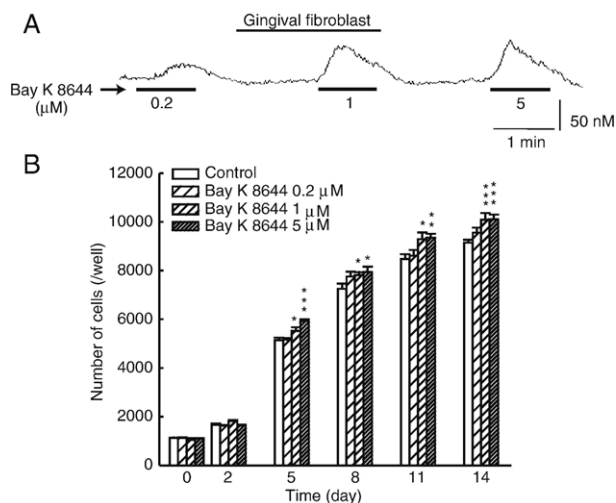 A
Gingival fibroblast
Bay K 8644
(μM)
0.2
1
5
50 nM
1 min
B
Control
Bay K 8644 0.2 μM
Bay K 8644 1 μM
Bay K 8644 5 μM
Number of cells (/well)
12000
10000
8000
6000
4000
2000
0
* *** * * * ** *** ***
0 2 5 8 11 14
Time (day)